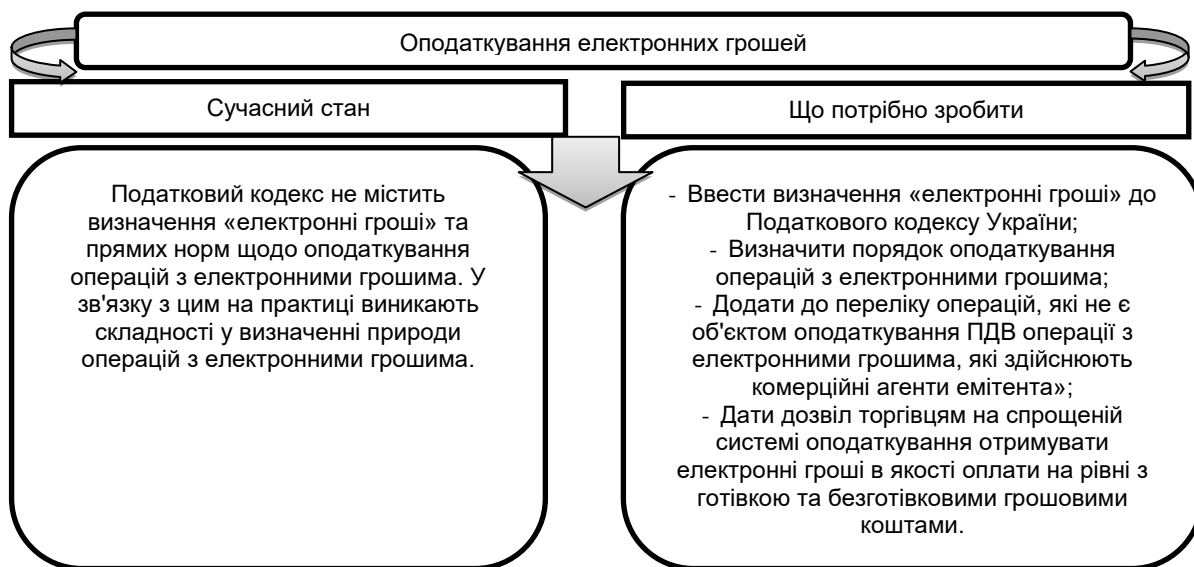 Оподаткування електронних грошей
Сучасний стан
Що потрібно зробити
Податковий кодекс не містить
визначення «електронні гроші» та
прямих норм щодо оподаткування
операцій з електронними грошима. У
зв'язку з цим на практиці виникають
складності у визначенні природи
операцій з електронними грошима.
- Ввести визначення «електронні гроші» до
Податкового кодексу України;
- Визначити порядок оподаткування
операцій з електронними грошима;
- Додати до переліку операцій, які не є
об'єктом оподаткування ПДВ операції з
електронними грошима, які здійснюють
комерційні агенти емітента»;
- Дати дозвіл торгівцям на спрощеній
системі оподаткування отримувати
електронні гроші в якості оплати на рівні з
готівкою та безготівковими грошовими
коштами.